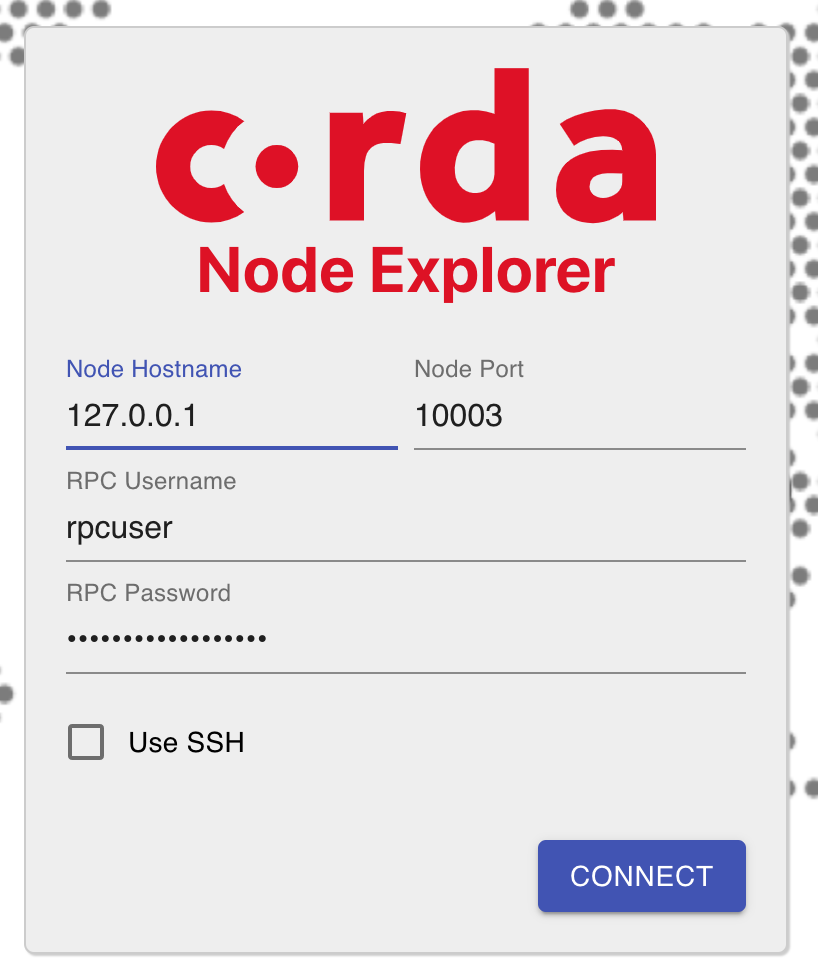 c•rda
Node Explorer
Node Hostname
Node Port
127.0.0.1
10003
RPC Username
rpcuser
RPC Password
••••••••••••••••••
Use SSH
CONNECT